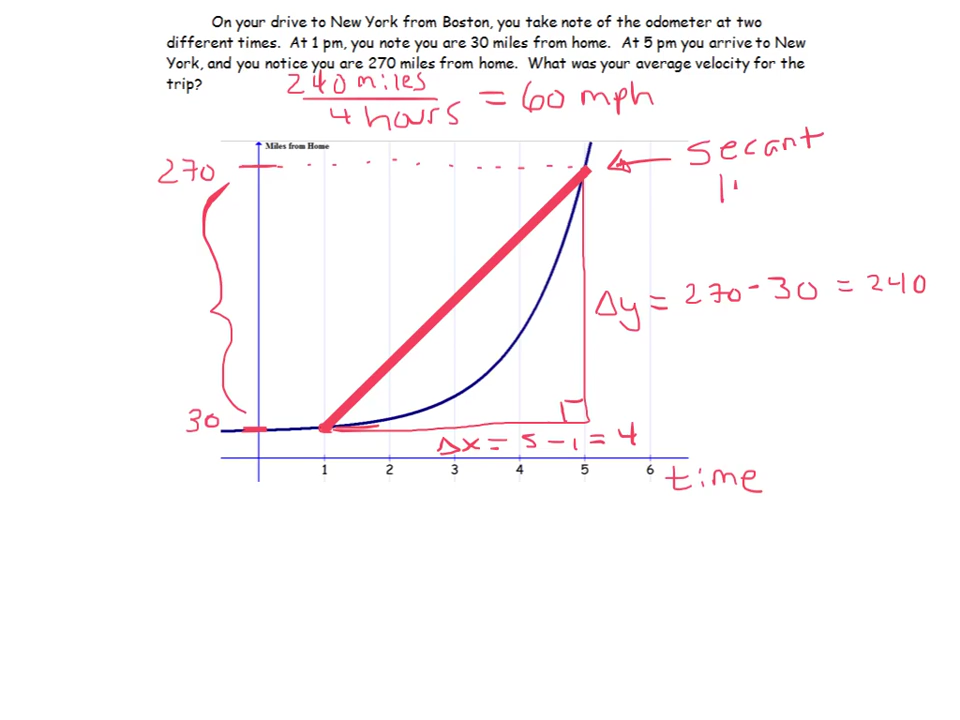 On your drive to New York from Boston, you take note of the odometer at two
different times. At 1 pm, you note you are 30 miles from home. At 5 pm you arrive to New
York, and you notice you are 270 miles from home. What was your average velocity for the
trip?
240 miles
4 hours
= 60 mph
Miles from Home
270
secant
Δy = 270 - 30 = 240
30
Δx = 5 - 1 = 4
1 2 3 4 5 6
time